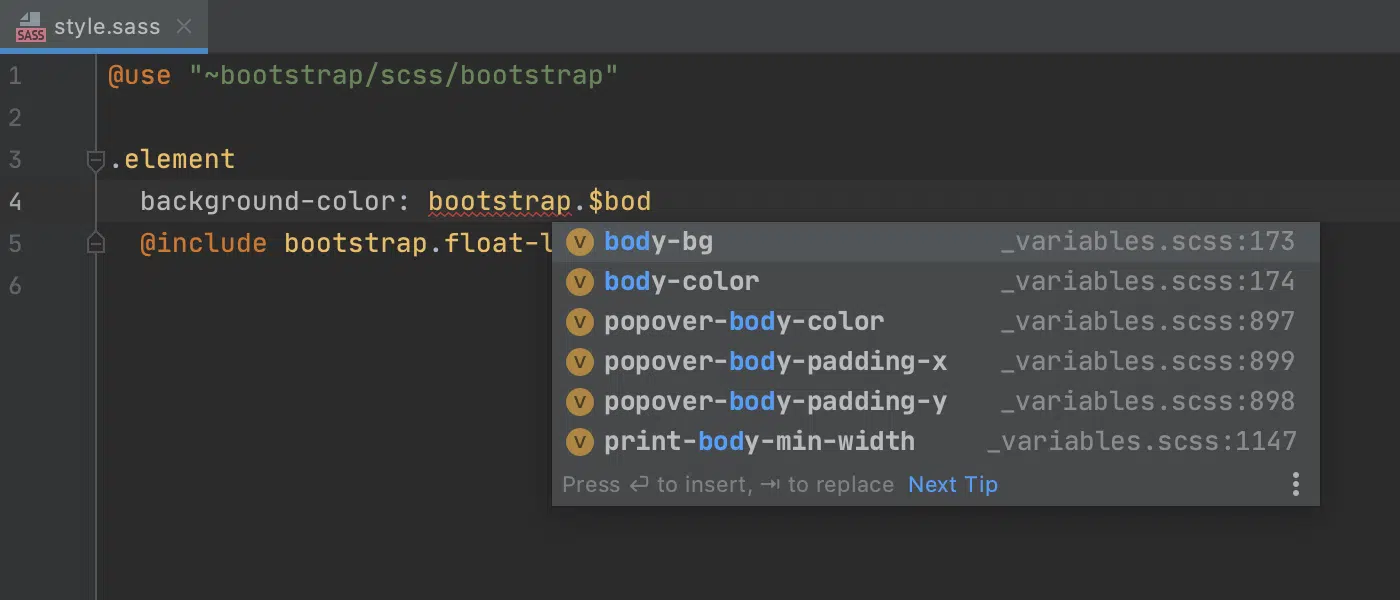 SASS style.sass
1 @use "~bootstrap/scss/bootstrap"
2
3 .element
4 background-color: bootstrap.$bod
5 @include bootstrap.float-l
V body-bg _variables.scss:173
V body-color _variables.scss:174
V popover-body-color _variables.scss:897
V popover-body-padding-x _variables.scss:899
V popover-body-padding-y _variables.scss:898
V print-body-min-width _variables.scss:1147
Press ↩ to insert, ⇥ to replace Next Tip
6